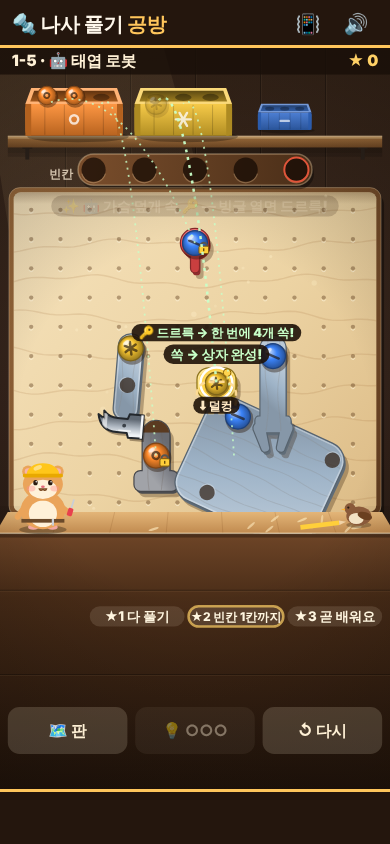 나사 풀기 공방
1-5 · 태엽 로봇
★ 0
빈칸
드르륵 → 한 번에 4개 쏙!
쏙 → 상자 완성!
⬇덜컹
★1 다 풀기
★2 빈칸 1칸까지
★3 곧 배워요
판
다시